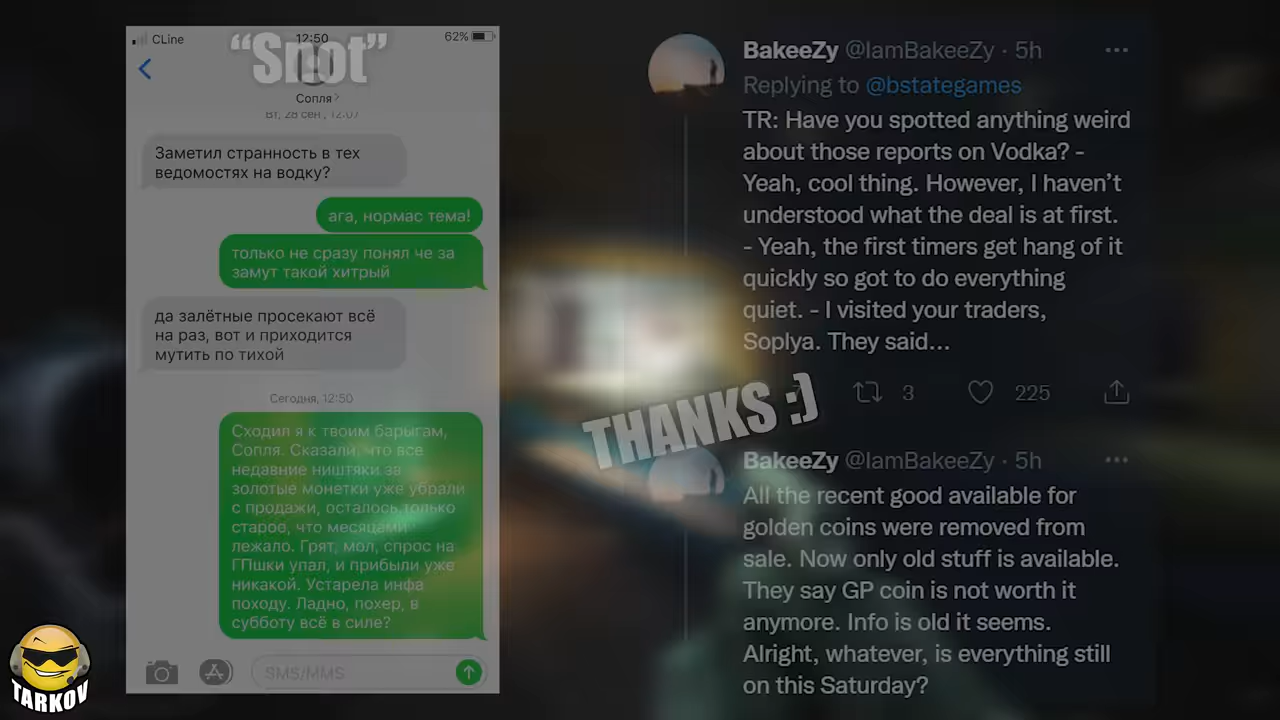 CLine
12:50
62%
“Snot”
Сопля
Вт, 28 сен., 12:07
Заметил странность в тех
ведомостях на водку?
ага, нормас тема!
только не сразу понял че за
замут такой хитрый
да залётные просекают всё
на раз, вот и приходится
мутить по тихой
Сегодня, 12:50
Сходил я к твоим барыгам,
Сопля. Сказали, что все
недавние ништяки за
золотые монетки уже убрали
с продажи, осталось только
старое, что месяцами
лежало. Грят, мол, спрос на
ГПшки упал, и прибыли уже
никакой. Устарела инфа
походу. Ладно, похер, в
субботу всё в силе?
SMS/MMS
TARKOV
BakeeZy @IamBakeeZy · 5h
Replying to @bstategames
TR: Have you spotted anything weird
about those reports on Vodka? -
Yeah, cool thing. However, I haven’t
understood what the deal is at first.
- Yeah, the first timers get hang of it
quickly so got to do everything
quiet. - I visited your traders,
Soplya. They said...
3
225
THANKS :)
BakeeZy @IamBakeeZy · 5h
All the recent good available for
golden coins were removed from
sale. Now only old stuff is available.
They say GP coin is not worth it
anymore. Info is old it seems.
Alright, whatever, is everything still
on this Saturday?